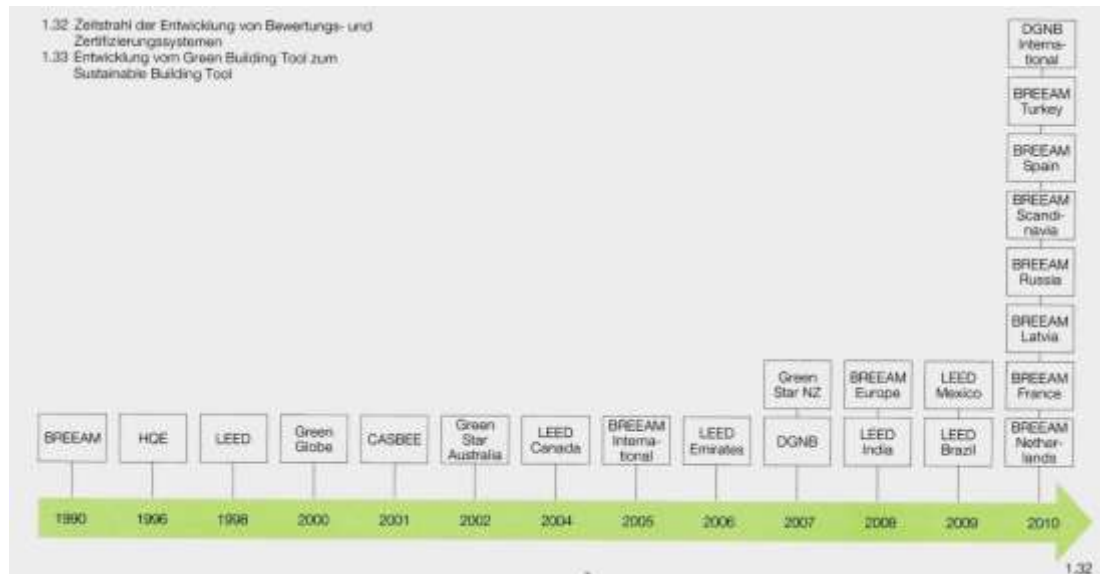 1.32 Zeitstrahl der Entwicklung von Bewertungs- und
Zertifizierungssystemen
1.33 Entwicklung vom Green Building Tool zum
Sustainable Building Tool
DGNB
Interna-
tional
BREEAM
Turkey
BREEAM
Spain
BREEAM
Scandi-
navia
BREEAM
Russia
BREEAM
Latvia
Green
Star NZ
BREEAM
Europe
LEED
Mexico
BREEAM
France
BREEAM
HQE
LEED
Green
Globe
CASBEE
Green
Star
Australia
LEED
Canada
BREEAM
Interna-
tional
LEED
Emirates
DGNB
LEED
India
LEED
Brazil
BREEAM
Nether-
lands
1990 1996 1998 2000 2001 2002 2004 2005 2006 2007 2008 2009 2010
1.32